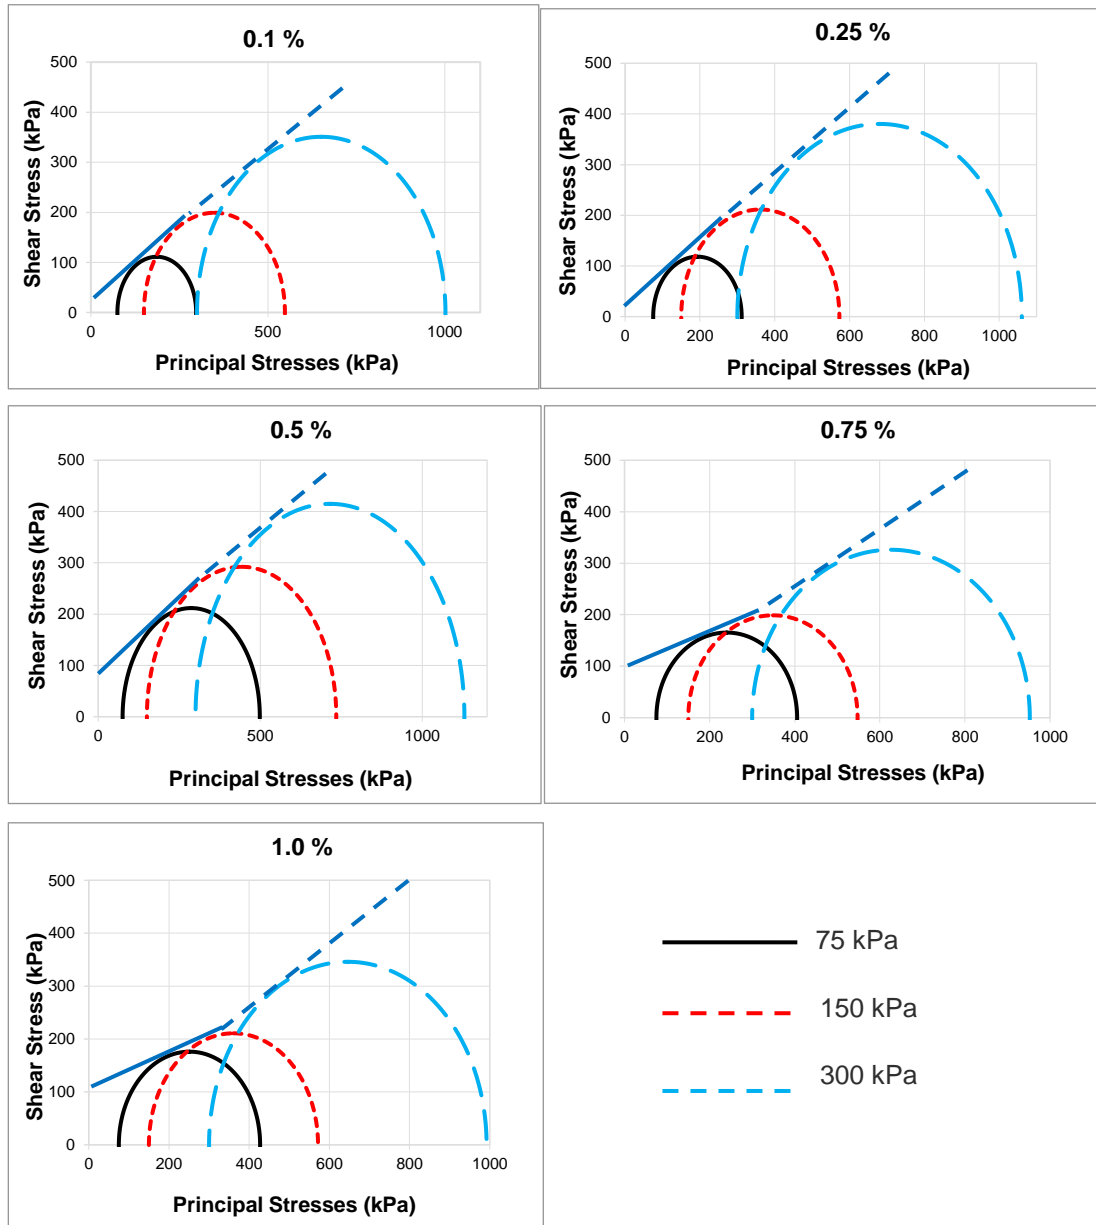 0.1 %
500
400
300
200
100
0
0 500 1000
Shear Stress (kPa)
Principal Stresses (kPa)
0.25 %
500
400
300
200
100
0
0 200 400 600 800 1000
Shear Stress (kPa)
Principal Stresses (kPa)
0.5 %
500
400
300
200
100
0
0 500 1000
Shear Stress (kPa)
Principal Stresses (kPa)
0.75 %
500
400
300
200
100
0
0 200 400 600 800 1000
Shear Stress (kPa)
Principal Stresses (kPa)
1.0 %
500
400
300
200
100
0
0 200 400 600 800 1000
Shear Stress (kPa)
Principal Stresses (kPa)
75 kPa
150 kPa
300 kPa